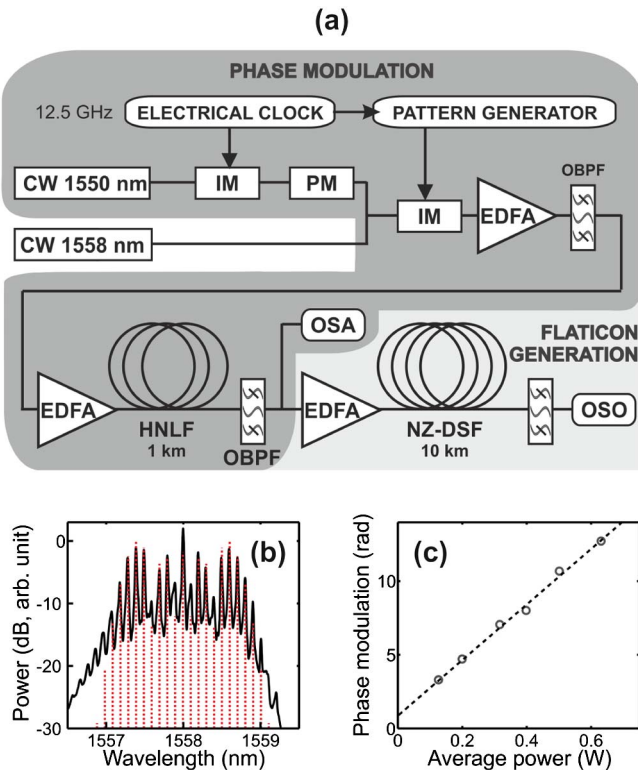 (a)
PHASE MODULATION
12.5 GHz
ELECTRICAL CLOCK
PATTERN GENERATOR
CW 1550 nm
IM
PM
OBPF
IM
EDFA
CW 1558 nm
OSA
FLATICON
GENERATION
EDFA
HNLF
1 km
OBPF
EDFA
NZ-DSF
10 km
OSO
(b)
Power (dB, arb. unit)
0
-10
-20
-30
1557
1558
1559
Wavelength (nm)
(c)
Phase modulation (rad)
10
5
0
0
0.2
0.4
0.6
Average power (W)